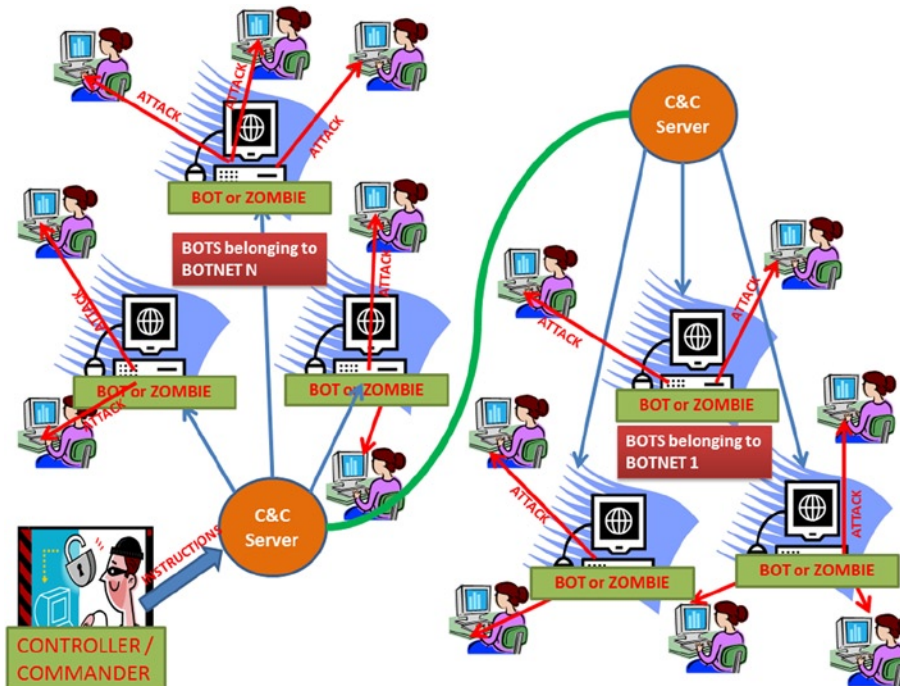 ATTACK
ATTACK
ATTACK
BOT or ZOMBIE
BOTS belonging to
BOTNET N
ATTACK
ATTACK
BOT or ZOMBIE
ATTACK
BOT or ZOMBIE
C&C
Server
INSTRUCTIONS
CONTROLLER /
COMMANDER
C&C
Server
ATTACK
ATTACK
BOT or ZOMBIE
BOTS belonging to
BOTNET 1
ATTACK
BOT or ZOMBIE
ATTACK
BOT or ZOMBIE